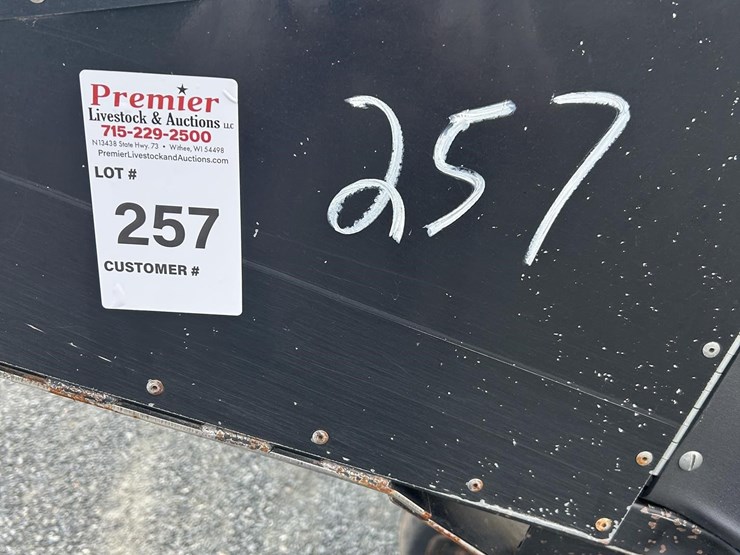 Premier
Livestock & Auctions LLC
715-229-2500
N13438 State Hwy. 73 • Withee, WI 54498
PremierLivestockandAuctions.com
LOT #
257
CUSTOMER #
257